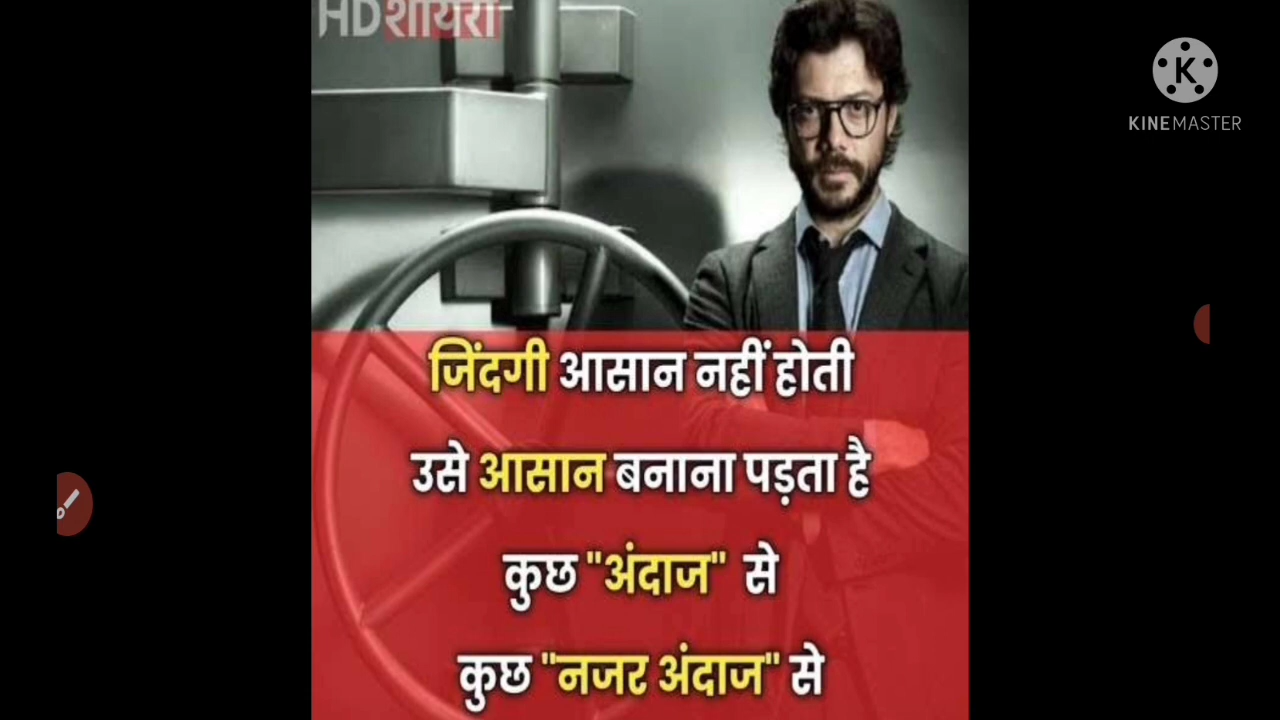 HDशायरी
K
KINEMASTER
जिंदगी आसान नहीं होती
उसे आसान बनाना पड़ता है
कुछ "अंदाज" से
कुछ "नजर अंदाज" से